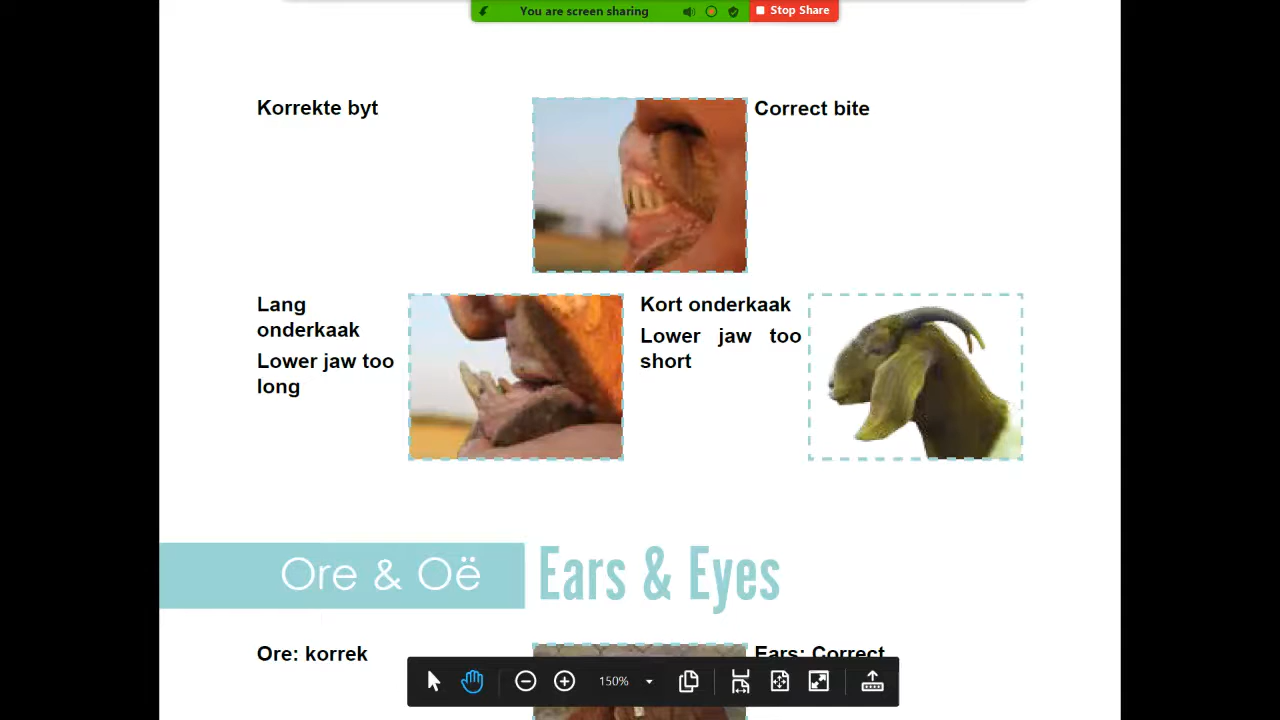 You are screen sharing
Stop Share
Korrekte byt
Correct bite
Lang
onderkaak
Lower jaw too
long
Kort onderkaak
Lower jaw too
short
Ore & Oë
Ears & Eyes
Ore: korrek
Ears: Correct
150%